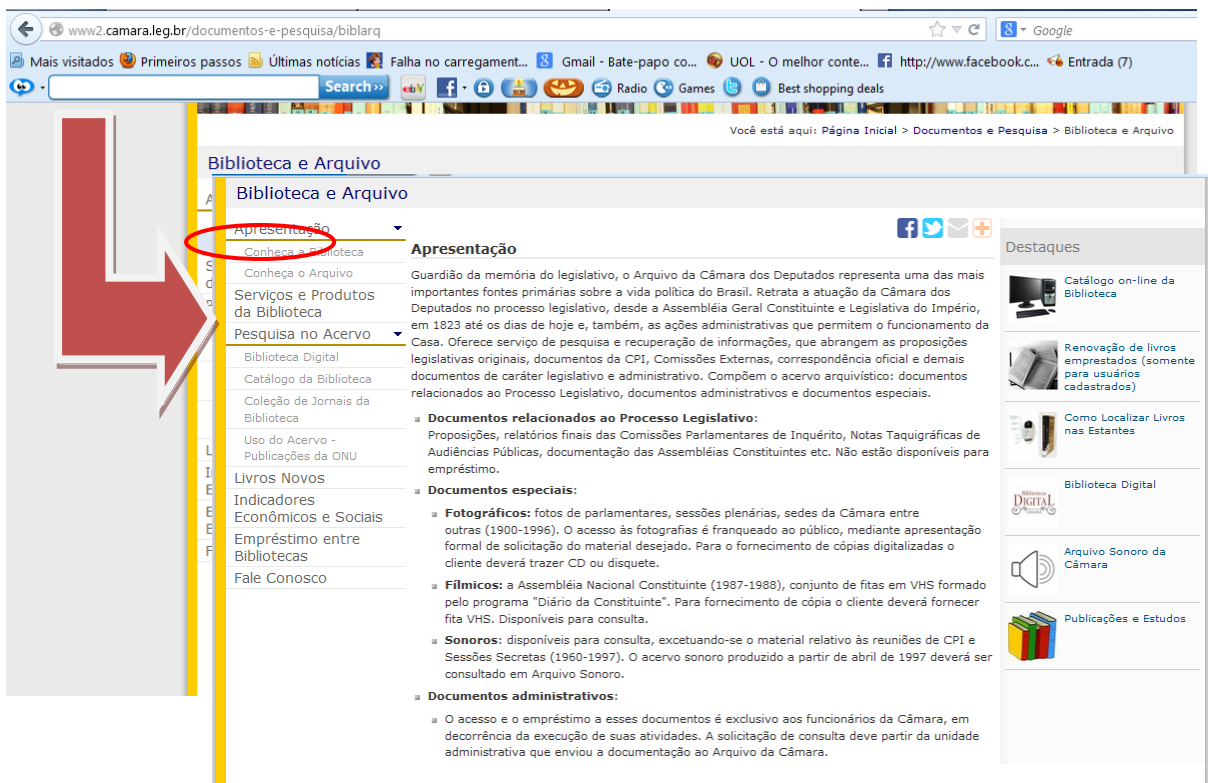 www2.camara.leg.br/documentos-e-pesquisa/biblarq
Google
Mais visitados Primeiros passos Últimas notícias Falha no carregament... Gmail - Bate-papo co... UOL - O melhor conte... http://www.facebook.c... Entrada (7)
Search >> ebY Radio Games Best shopping deals
Você está aqui: Página Inicial > Documentos e Pesquisa > Biblioteca e Arquivo
Biblioteca e Arquivo
Biblioteca e Arquivo
Apresentação
Conheça a Biblioteca
Conheça o Arquivo
Serviços e Produtos
da Biblioteca
Pesquisa no Acervo
Biblioteca Digital
Catálogo da Biblioteca
Coleção de Jornais da
Biblioteca
Uso do Acervo -
Publicações da ONU
Livros Novos
Indicadores
Econômicos e Sociais
Empréstimo entre
Bibliotecas
Fale Conosco
Apresentação
Guardião da memória do legislativo, o Arquivo da Câmara dos Deputados representa uma das mais
importantes fontes primárias sobre a vida política do Brasil. Retrata a atuação da Câmara dos
Deputados no processo legislativo, desde a Assembléia Geral Constituinte e Legislativa do Império,
em 1823 até os dias de hoje e, também, as ações administrativas que permitem o funcionamento da
Casa. Oferece serviço de pesquisa e recuperação de informações, que abrangem as proposições
legislativas originais, documentos da CPI, Comissões Externas, correspondência oficial e demais
documentos de caráter legislativo e administrativo. Compõem o acervo arquivístico: documentos
relacionados ao Processo Legislativo, documentos administrativos e documentos especiais.
Documentos relacionados ao Processo Legislativo:
Proposições, relatórios finais das Comissões Parlamentares de Inquérito, Notas Taquigráficas de
Audiências Públicas, documentação das Assembléias Constituintes etc. Não estão disponíveis para
empréstimo.
Documentos especiais:
Fotográficos: fotos de parlamentares, sessões plenárias, sedes da Câmara entre
outras (1900-1996). O acesso às fotografias é franqueado ao público, mediante apresentação
formal de solicitação do material desejado. Para o fornecimento de cópias digitalizadas o
cliente deverá trazer CD ou disquete.
Fílmicos: a Assembléia Nacional Constituinte (1987-1988), conjunto de fitas em VHS formado
pelo programa "Diário da Constituinte". Para fornecimento de cópia o cliente deverá fornecer
fita VHS. Disponíveis para consulta.
Sonoros: disponíveis para consulta, excetuando-se o material relativo às reuniões de CPI e
Sessões Secretas (1960-1997). O acervo sonoro produzido a partir de abril de 1997 deverá ser
consultado em Arquivo Sonoro.
Documentos administrativos:
O acesso e o empréstimo a esses documentos é exclusivo aos funcionários da Câmara, em
decorrência da execução de suas atividades. A solicitação de consulta deve partir da unidade
administrativa que enviou a documentação ao Arquivo da Câmara.
Destaques
Catálogo on-line da
Biblioteca
Renovação de livros
emprestados (somente
para usuários
cadastrados)
Como Localizar Livros
nas Estantes
Biblioteca
DIGITAL
Biblioteca Digital
Arquivo Sonoro da
Câmara
Publicações e Estudos